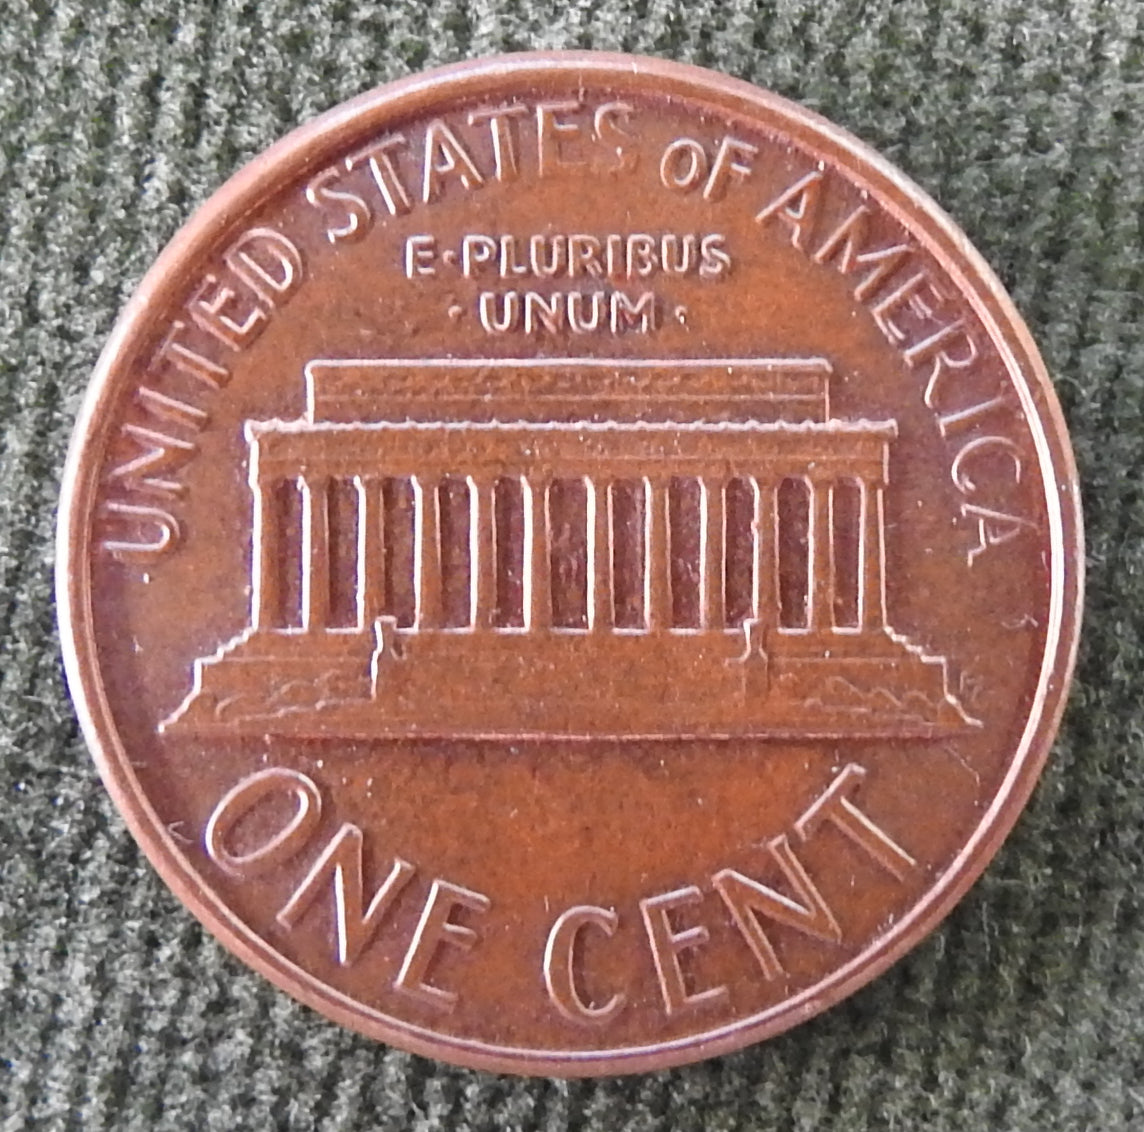 UNITED STATES OF AMERICA
E·PLURIBUS
·UNUM·
ONE CENT